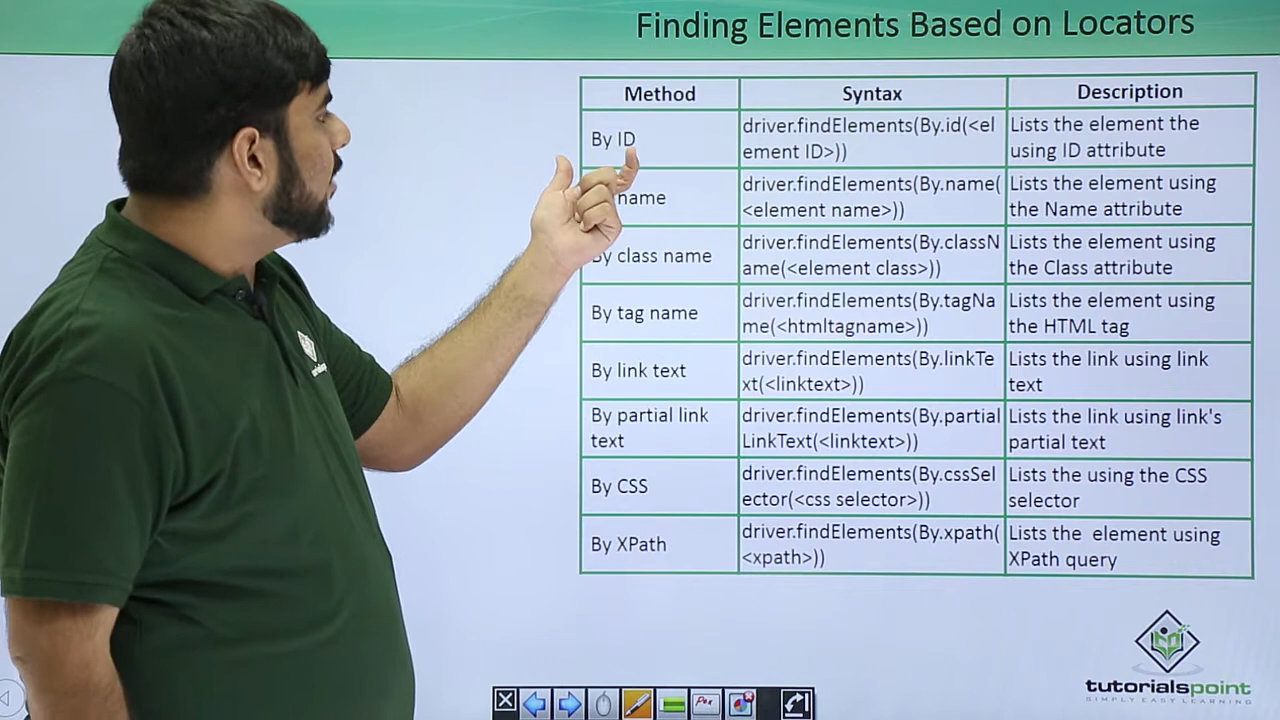 Finding Elements Based on Locators
Method Syntax Description
By ID
driver.findElements(By.id(<el
ement ID>))
Lists the element the
using ID attribute
name
driver.findElements(By.name(
<element name>))
Lists the element using
the Name attribute
By class name
driver.findElements(By.classN
ame(<element class>))
Lists the element using
the Class attribute
By tag name
driver.findElements(By.tagNa
me(<htmltagname>))
Lists the element using
the HTML tag
By link text
driver.findElements(By.linkTe
xt(<linktext>))
Lists the link using link
text
By partial link
text
driver.findElements(By.partial
LinkText(<linktext>))
Lists the link using link's
partial text
By CSS
driver.findElements(By.cssSel
ector(<css selector>))
Lists the using the CSS
selector
By XPath
driver.findElements(By.xpath(
<xpath>))
Lists the element using
XPath query
tutorialspoint
SIMPLY EASY LEARNING